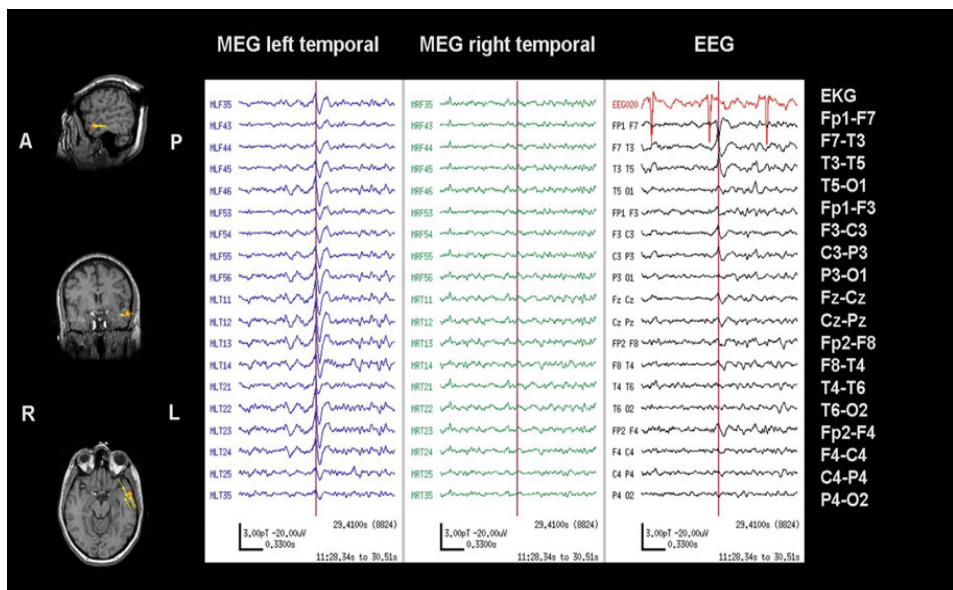 MEG left temporal
MEG right temporal
EEG
A
P
R
L
MLF35
MLF43
MLF44
MLF45
MLF46
MLF53
MLF54
MLF55
MLF56
MLT11
MLT12
MLT13
MLT14
MLT21
MLT22
MLT23
MLT24
MLT25
MLT35
3.00pT -20.00uV
0.3300s
29.4100s (8824)
11:28.34s to 30.51s
MRF35
MRF43
MRF44
MRF45
MRF46
MRF53
MRF54
MRF55
MRF56
MRT11
MRT12
MRT13
MRT14
MRT21
MRT22
MRT23
MRT24
MRT25
MRT35
3.00pT -20.00uV
0.3300s
29.4100s (8824)
11:28.34s to 30.51s
EEG020
FP1 F7
F7 T3
T3 T5
T5 O1
FP1 F3
F3 C3
C3 P3
P3 O1
Fz Cz
Cz Pz
FP2 F8
F8 T4
T4 T6
T6 O2
FP2 F4
F4 C4
C4 P4
P4 O2
3.00pT -20.00uV
0.3300s
29.4100s (8824)
11:28.34s to 30.51s
EKG
Fp1-F7
F7-T3
T3-T5
T5-O1
Fp1-F3
F3-C3
C3-P3
P3-O1
Fz-Cz
Cz-Pz
Fp2-F8
F8-T4
T4-T6
T6-O2
Fp2-F4
F4-C4
C4-P4
P4-O2